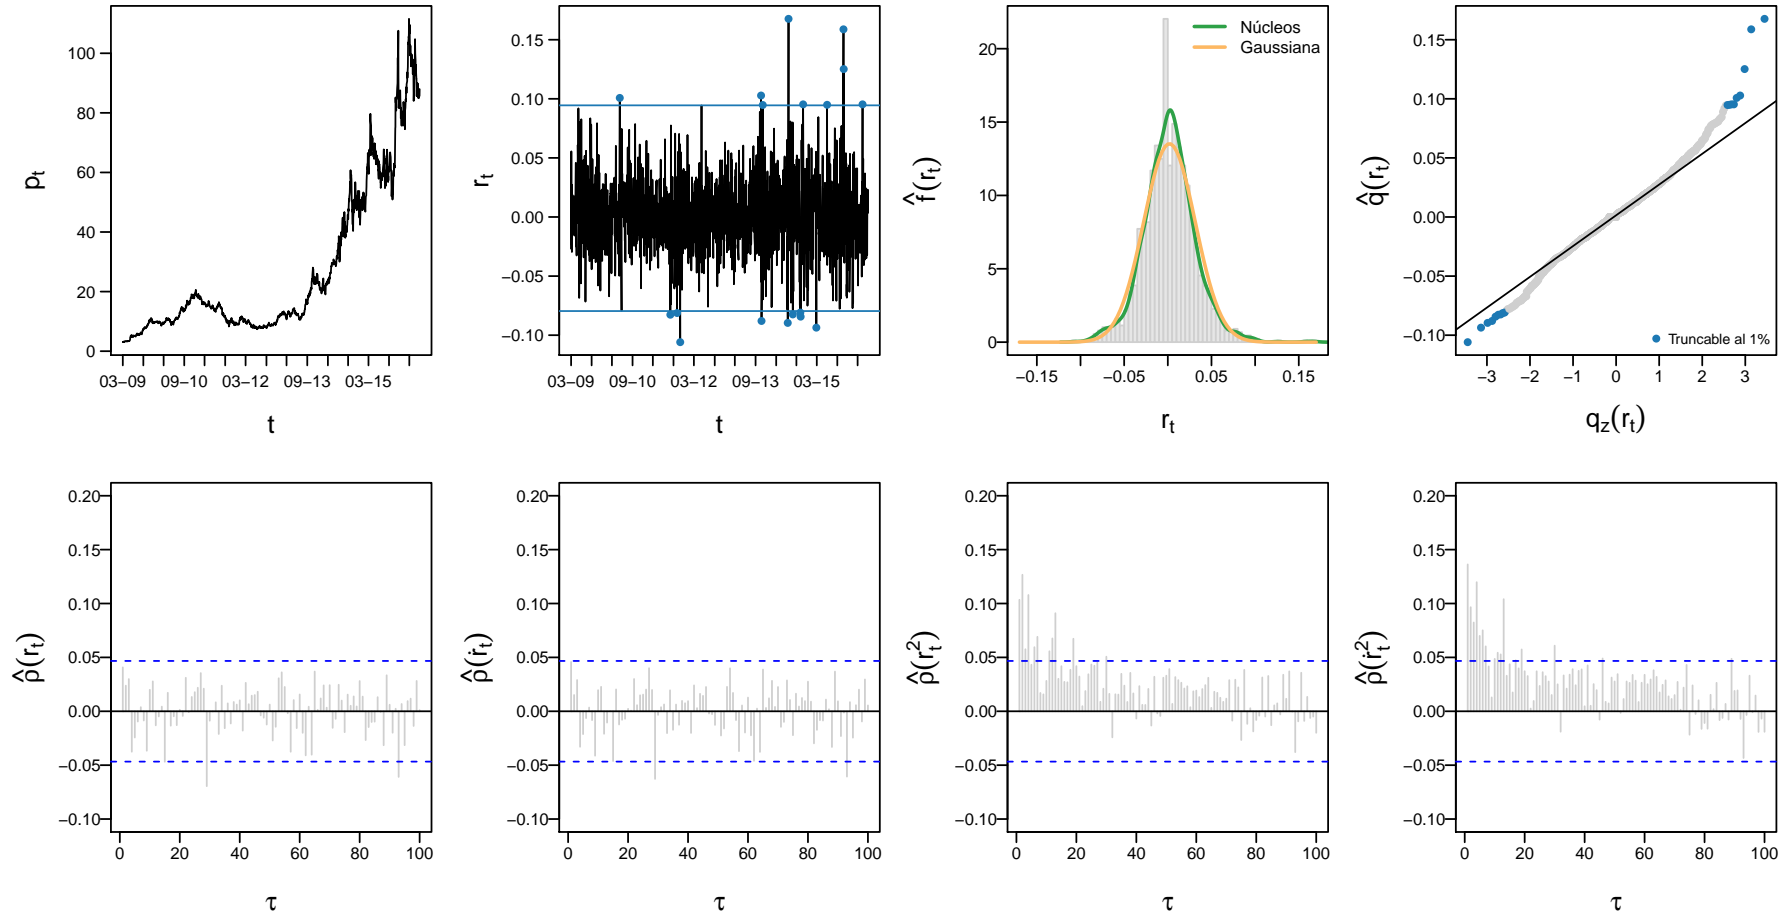 p_t
100
80
60
40
20
0
03−09 09−10 03−12 09−13 03−15
t
r_t
0.15
0.10
0.05
0.00
−0.05
−0.10
03−09 09−10 03−12 09−13 03−15
t
f̂(r_t)
20
15
10
5
0
Núcleos
Gaussiana
−0.15 −0.05 0.05 0.15
r_t
q̂(r_t)
0.15
0.10
0.05
0.00
−0.05
−0.10
Truncable al 1%
−3 −2 −1 0 1 2 3
q_z(r_t)
ρ̂(r_t)
0.20
0.15
0.10
0.05
0.00
−0.05
−0.10
0 20 40 60 80 100
τ
ρ̂(ṙ_t)
0.20
0.15
0.10
0.05
0.00
−0.05
−0.10
0 20 40 60 80 100
τ
ρ̂(r_t^2)
0.20
0.15
0.10
0.05
0.00
−0.05
−0.10
0 20 40 60 80 100
τ
ρ̂(ṙ_t^2)
0.20
0.15
0.10
0.05
0.00
−0.05
−0.10
0 20 40 60 80 100
τ